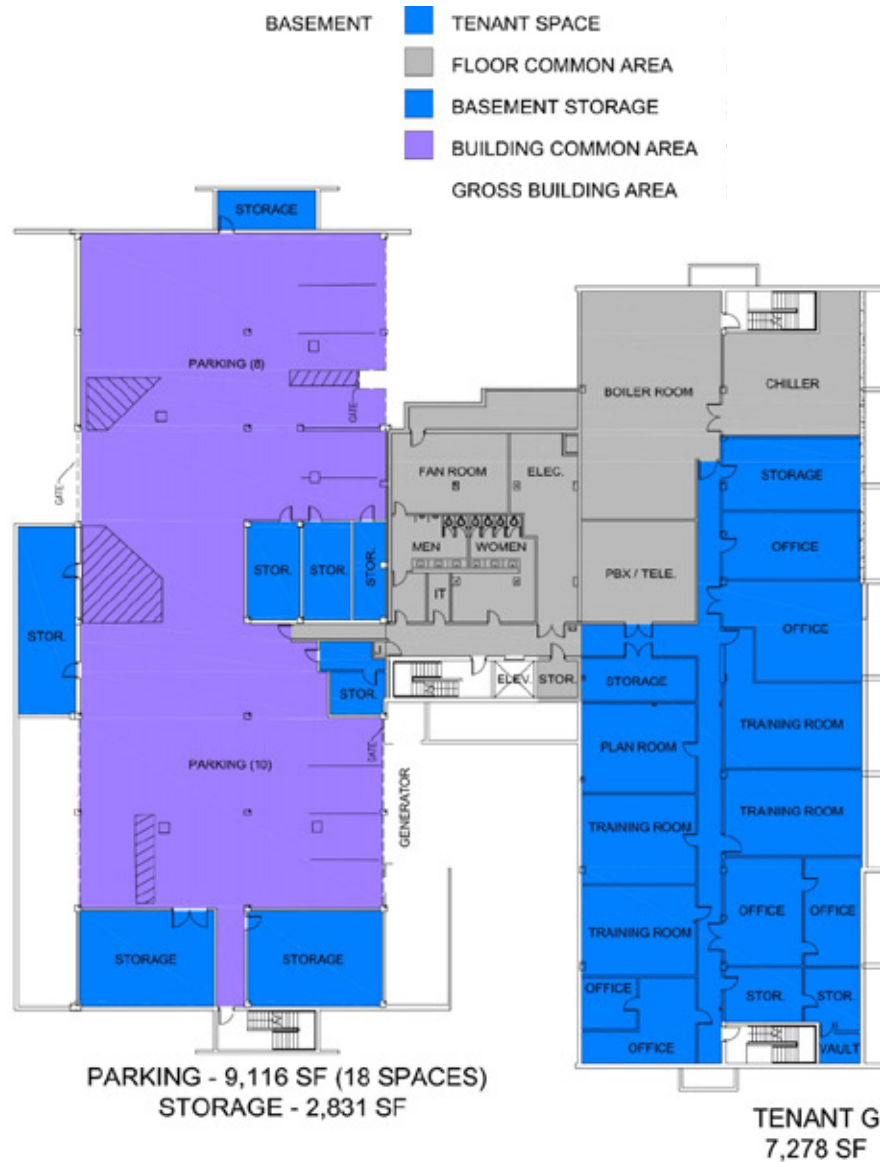 BASEMENT
TENANT SPACE
FLOOR COMMON AREA
BASEMENT STORAGE
BUILDING COMMON AREA
GROSS BUILDING AREA
STORAGE
PARKING (8)
GATE
GATE
BOILER ROOM
CHILLER
FAN ROOM
ELEC.
STORAGE
MEN
WOMEN
OFFICE
STOR.
STOR.
STOR.
IT
PBX / TELE.
STOR.
OFFICE
STOR.
ELEV.
STOR.
STORAGE
TRAINING ROOM
GATE
PLAN ROOM
PARKING (10)
GENERATOR
TRAINING ROOM
TRAINING ROOM
OFFICE
OFFICE
STORAGE
STORAGE
TRAINING ROOM
OFFICE
STOR.
STOR.
OFFICE
VAULT
PARKING - 9,116 SF (18 SPACES)
STORAGE - 2,831 SF
TENANT G
7,278 SF